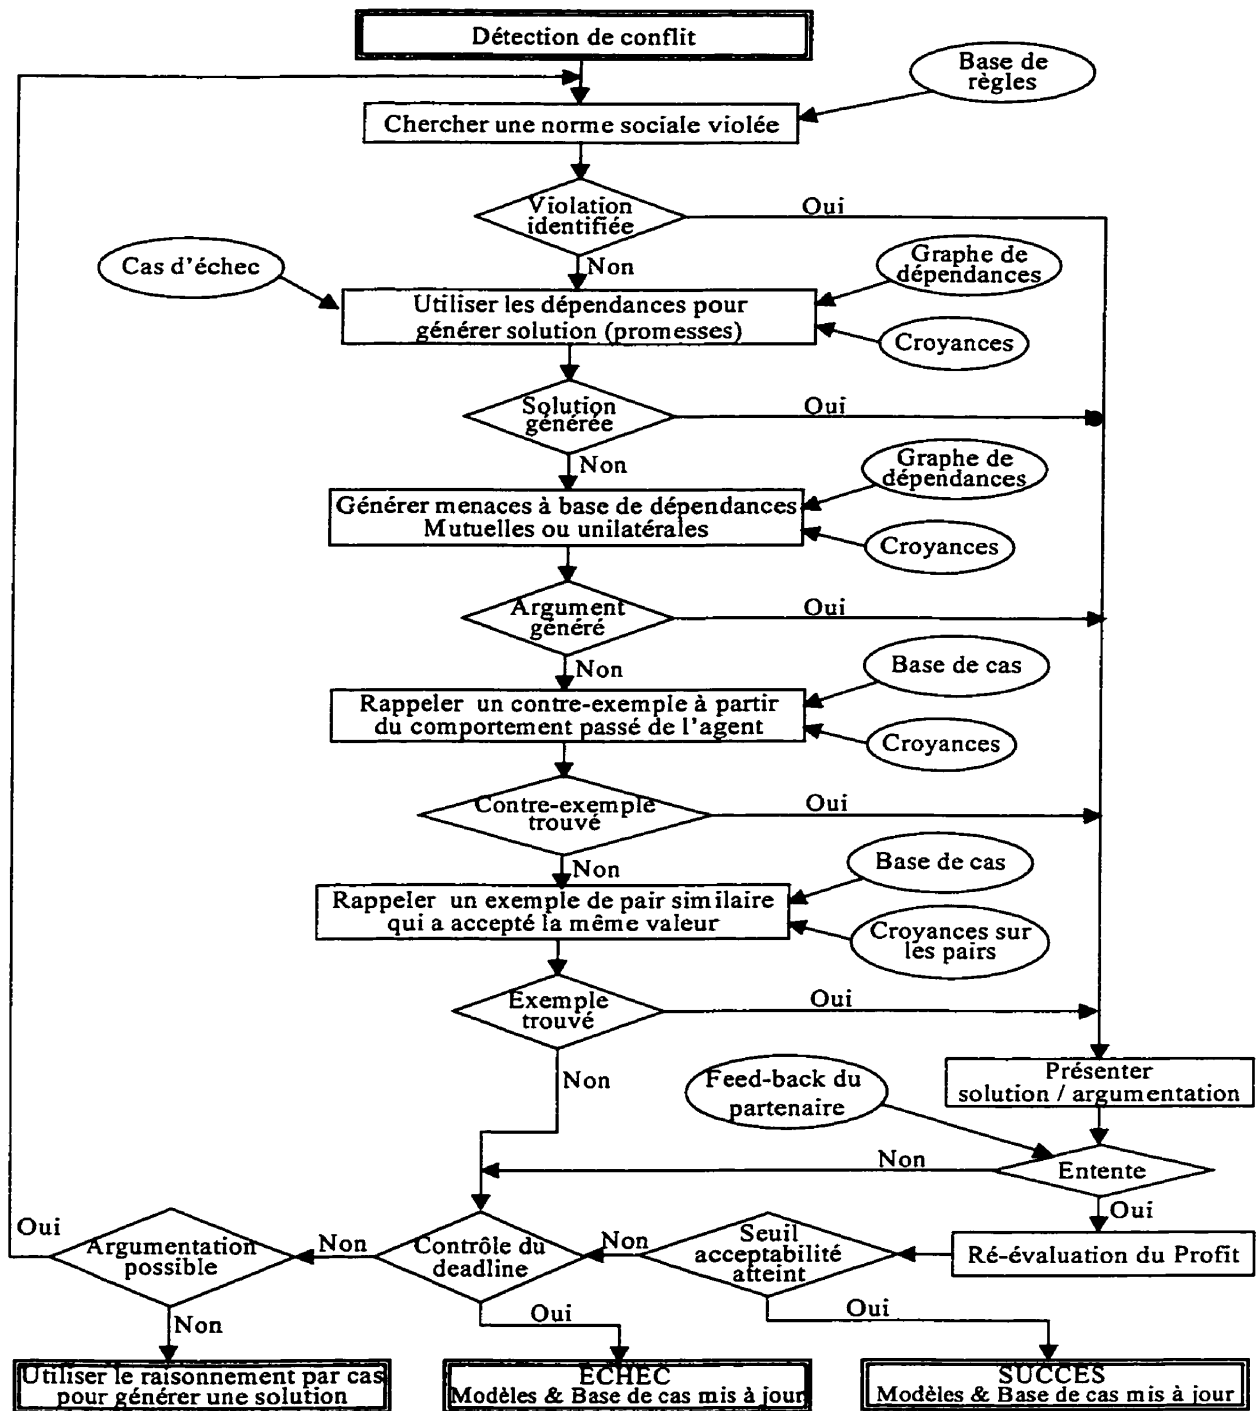 Détection de conflit
Base de
règles
Chercher une norme sociale violée
Violation
identifiée
Oui
Non
Cas d'échec
Graphe de
dépendances
Utiliser les dépendances pour
générer solution (promesses)
Croyances
Solution
générée
Oui
Non
Graphe de
dépendances
Générer menaces à base de dépendances
Mutuelles ou unilatérales
Croyances
Argument
généré
Oui
Non
Base de cas
Rappeler un contre-exemple à partir
du comportement passé de l'agent
Croyances
Contre-exemple
trouvé
Oui
Non
Base de cas
Rappeler un exemple de pair similaire
qui a accepté la même valeur
Croyances sur
les pairs
Exemple
trouvé
Oui
Non
Présenter
solution / argumentation
Feed-back du
partenaire
Entente
Non
Oui
Ré-évaluation du Profit
Seuil
acceptabilité
atteint
Non
Oui
Contrôle du
deadline
Non
Oui
Argumentation
possible
Oui
Non
Utiliser le raisonnement par cas
pour générer une solution
ECHEC
Modèles & Base de cas mis à jour
SUCCES
Modèles & Base de cas mis à jour